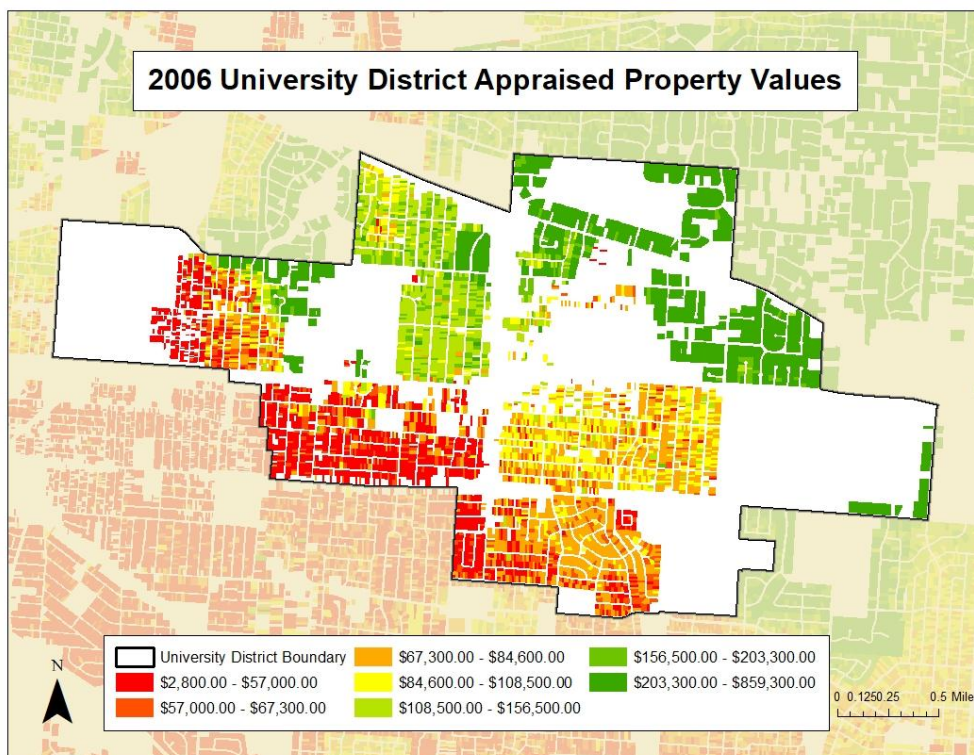 2006 University District Appraised Property Values
N
University District Boundary
$2,800.00 - $57,000.00
$57,000.00 - $67,300.00
$67,300.00 - $84,600.00
$84,600.00 - $108,500.00
$108,500.00 - $156,500.00
$156,500.00 - $203,300.00
$203,300.00 - $859,300.00
0 0.1250.25 0.5 Mile